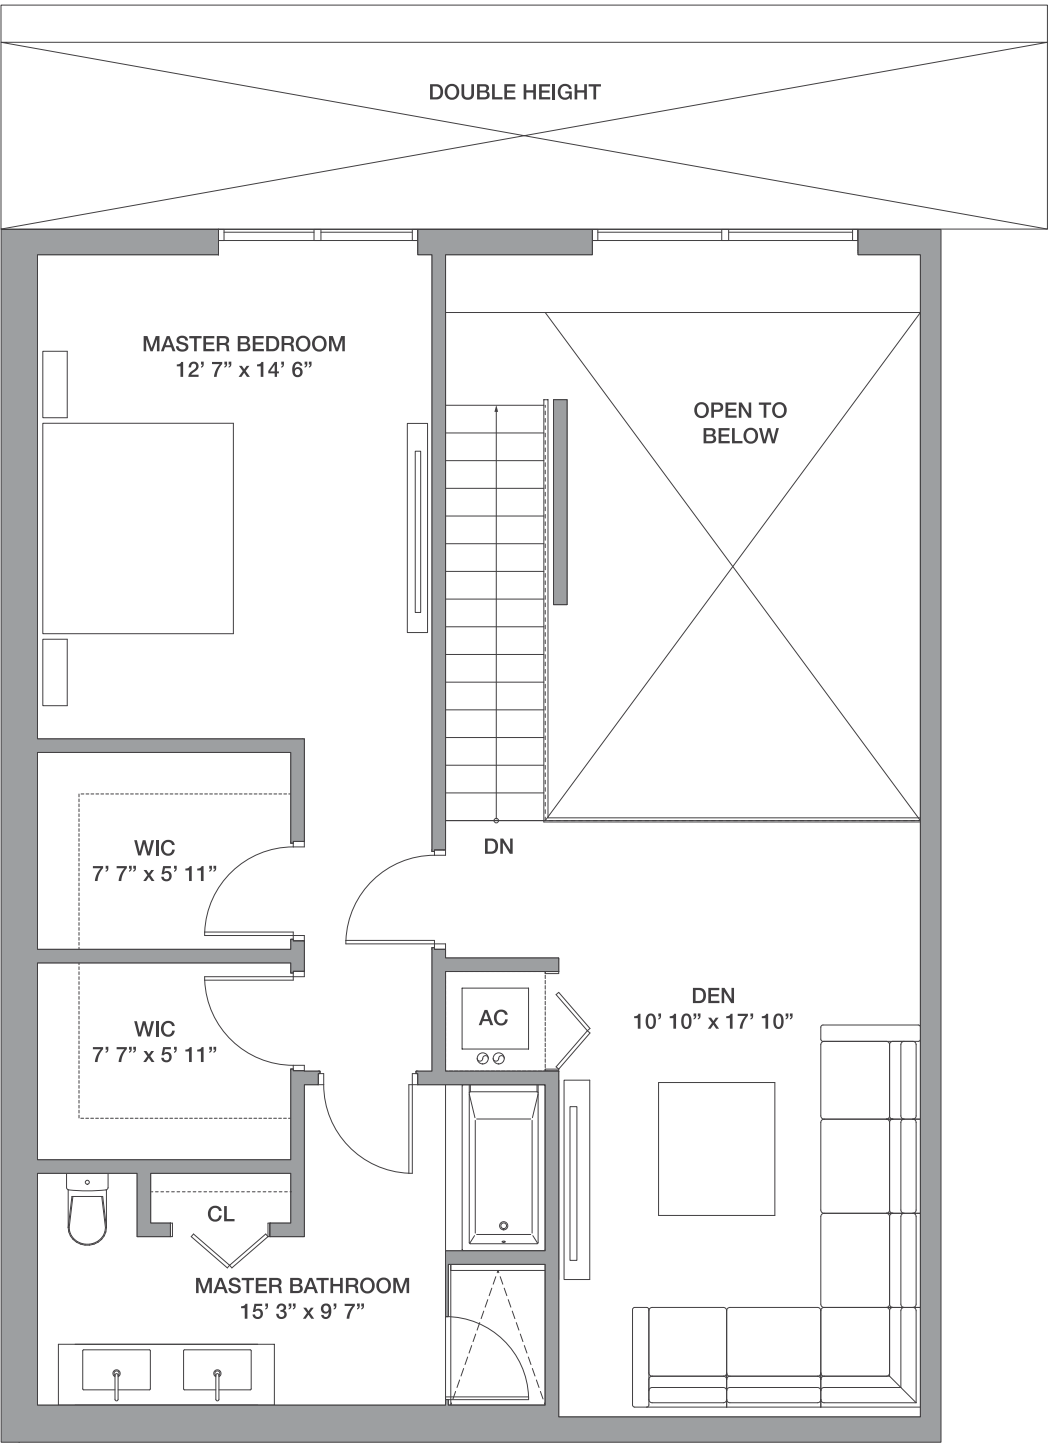 DOUBLE HEIGHT
MASTER BEDROOM
12’ 7” x 14’ 6”
OPEN TO
BELOW
DN
WIC
7’ 7” x 5’ 11”
DEN
10’ 10” x 17’ 10”
AC
WIC
7’ 7” x 5’ 11”
CL
MASTER BATHROOM
15’ 3” x 9’ 7”